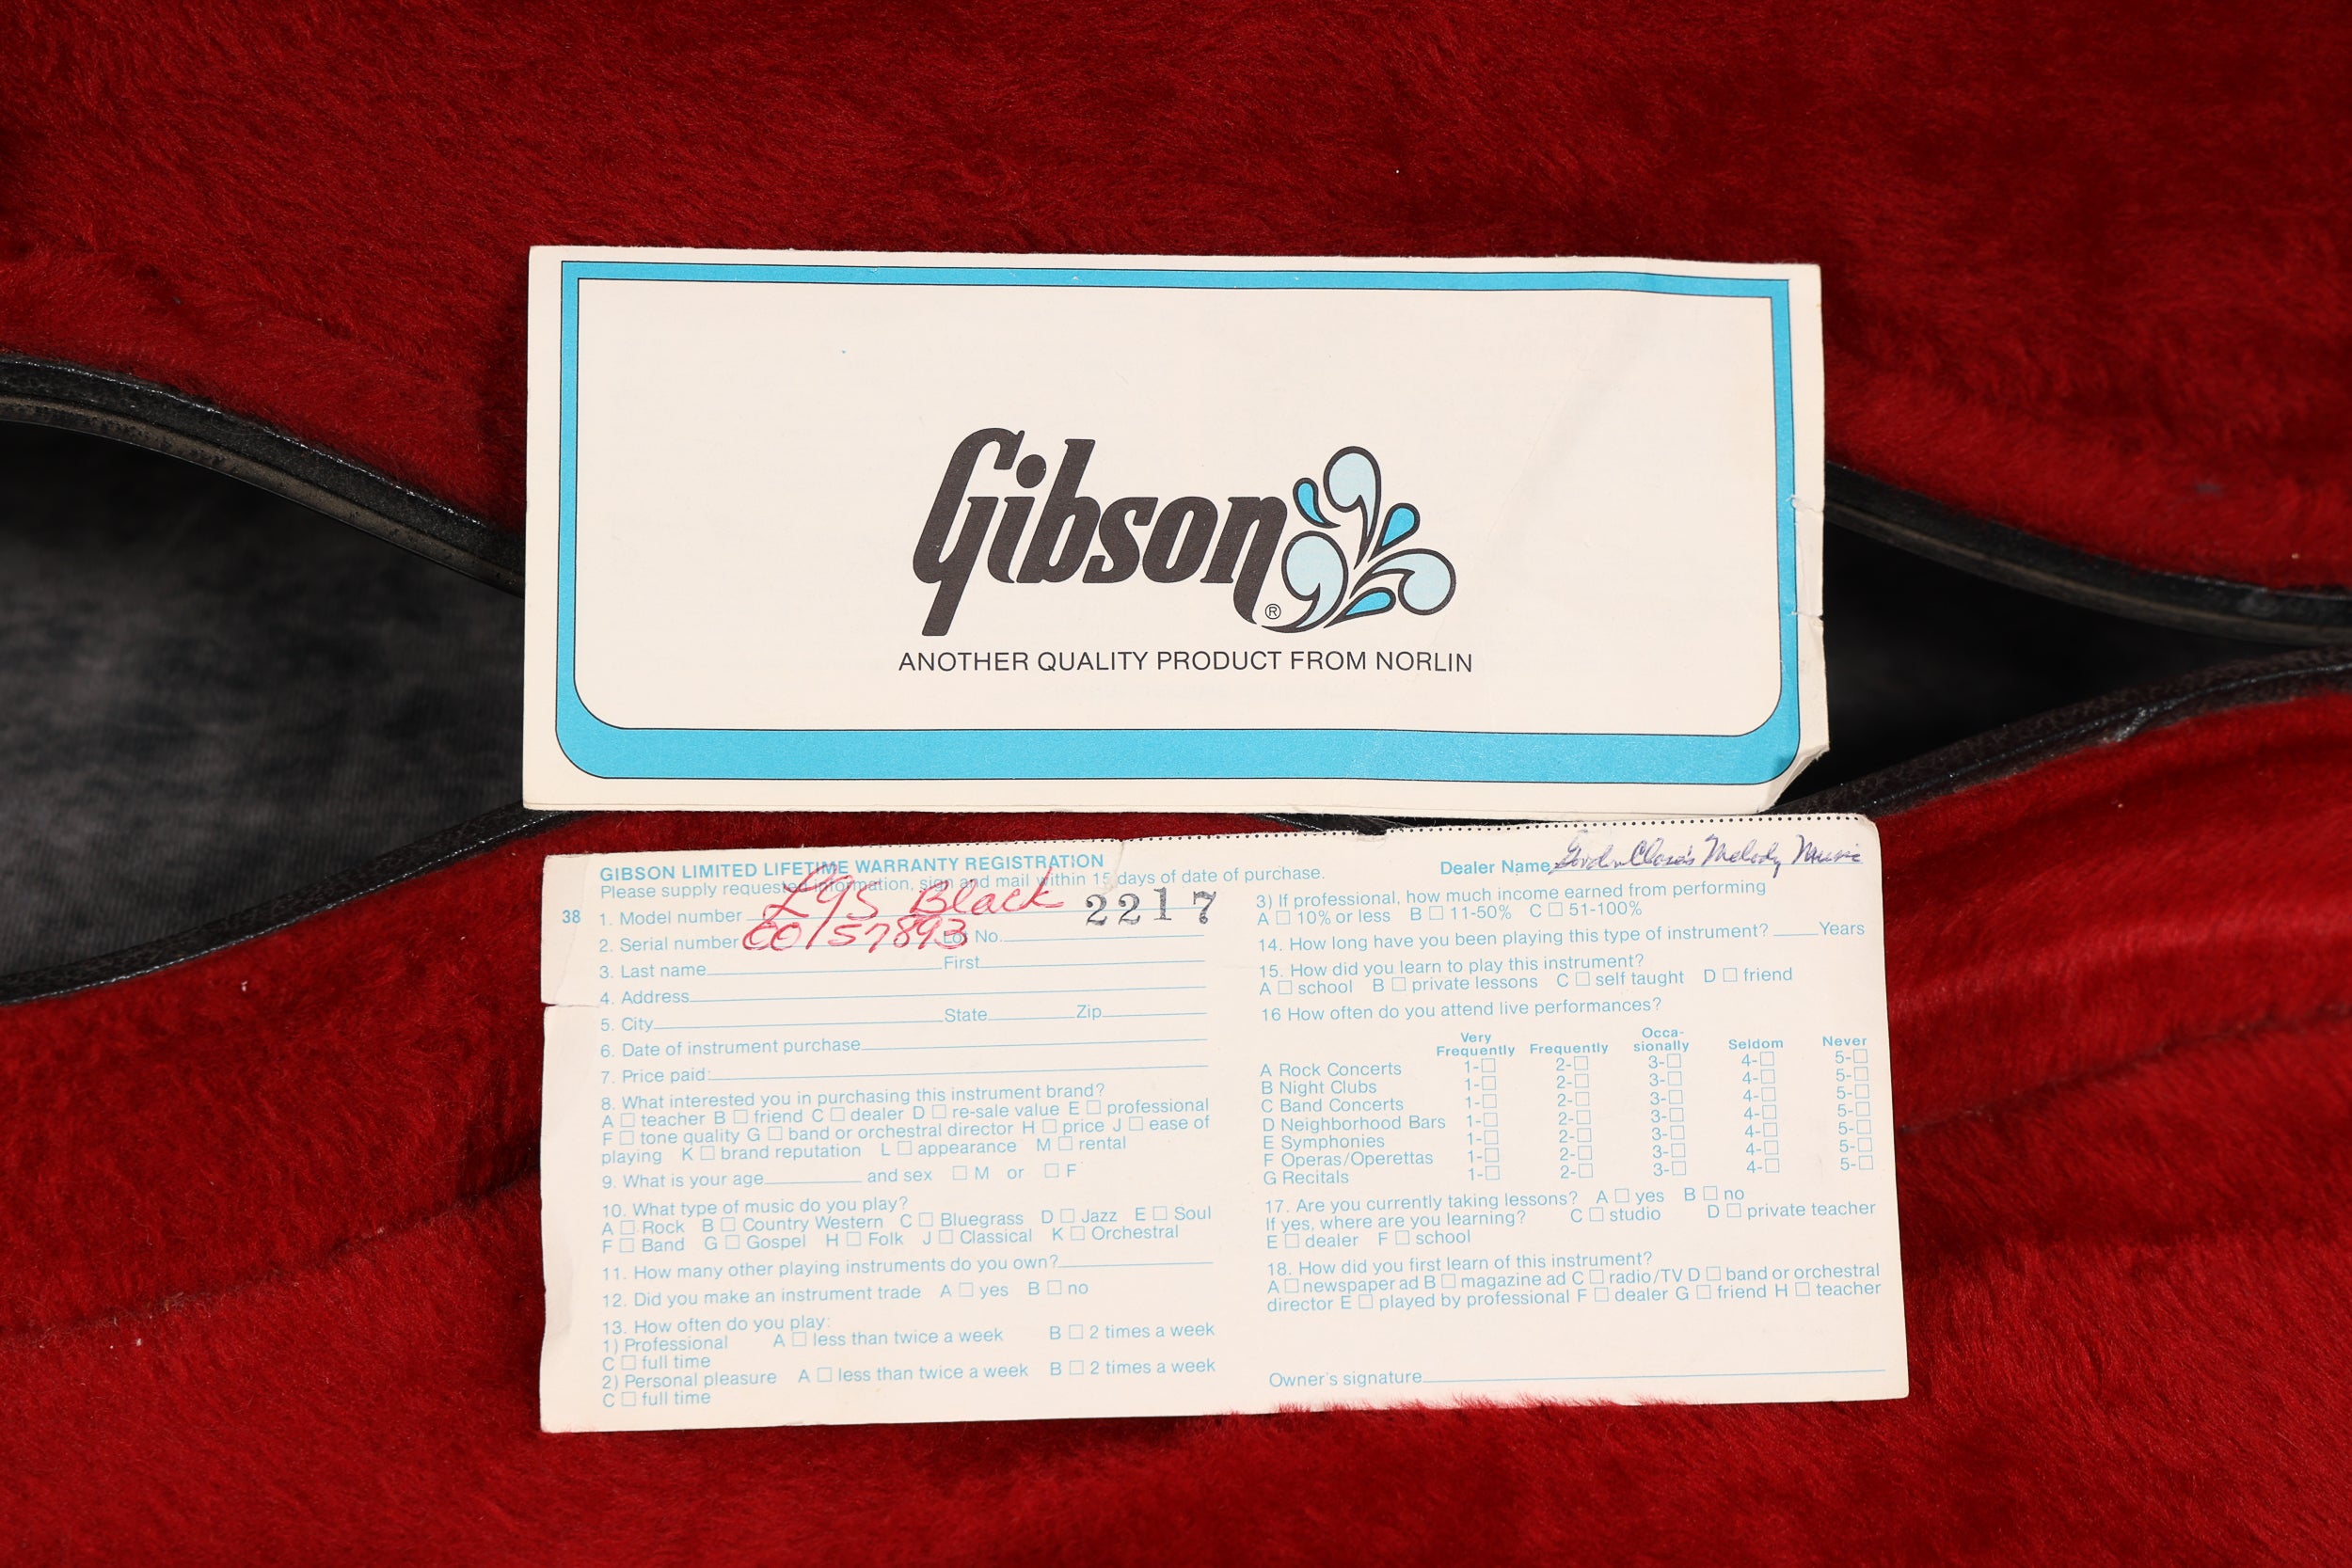 Gibson ®
ANOTHER QUALITY PRODUCT FROM NORLIN
GIBSON LIMITED LIFETIME WARRANTY REGISTRATION
Please supply requested information, sign and mail within 15 days of date of purchase.
38 1. Model number L9S Black 2217
2. Serial number 00157893 Lot No.
3. Last name First
4. Address
5. City State Zip
6. Date of instrument purchase
7. Price paid:
8. What interested you in purchasing this instrument brand?
A □ teacher B □ friend C □ dealer D □ re-sale value E □ professional
F □ tone quality G □ band or orchestral director H □ price J □ ease of
playing K □ brand reputation L □ appearance M □ rental
9. What is your age and sex □ M or □ F
10. What type of music do you play?
A □ Rock B □ Country Western C □ Bluegrass D □ Jazz E □ Soul
F □ Band G □ Gospel H □ Folk J □ Classical K □ Orchestral
11. How many other playing instruments do you own?
12. Did you make an instrument trade A □ yes B □ no
13. How often do you play:
1) Professional A □ less than twice a week B □ 2 times a week
C □ full time
2) Personal pleasure A □ less than twice a week B □ 2 times a week
C □ full time
Dealer Name Melody Music
3) If professional, how much income earned from performing
A □ 10% or less B □ 11-50% C □ 51-100%
14. How long have you been playing this type of instrument? Years
15. How did you learn to play this instrument?
A □ school B □ private lessons C □ self taught D □ friend
16 How often do you attend live performances?
Very Frequently Frequently Occa-sionally Seldom Never
A Rock Concerts 1-□ 2-□ 3-□ 4-□ 5-□
B Night Clubs 1-□ 2-□ 3-□ 4-□ 5-□
C Band Concerts 1-□ 2-□ 3-□ 4-□ 5-□
D Neighborhood Bars 1-□ 2-□ 3-□ 4-□ 5-□
E Symphonies 1-□ 2-□ 3-□ 4-□ 5-□
F Operas/Operettas 1-□ 2-□ 3-□ 4-□ 5-□
G Recitals 1-□ 2-□ 3-□ 4-□ 5-□
17. Are you currently taking lessons? A □ yes B □ no
If yes, where are you learning? C □ studio D □ private teacher
E □ dealer F □ school
18. How did you first learn of this instrument?
A □ newspaper ad B □ magazine ad C □ radio/TV D □ band or orchestral
director E □ played by professional F □ dealer G □ friend H □ teacher
Owner's signature